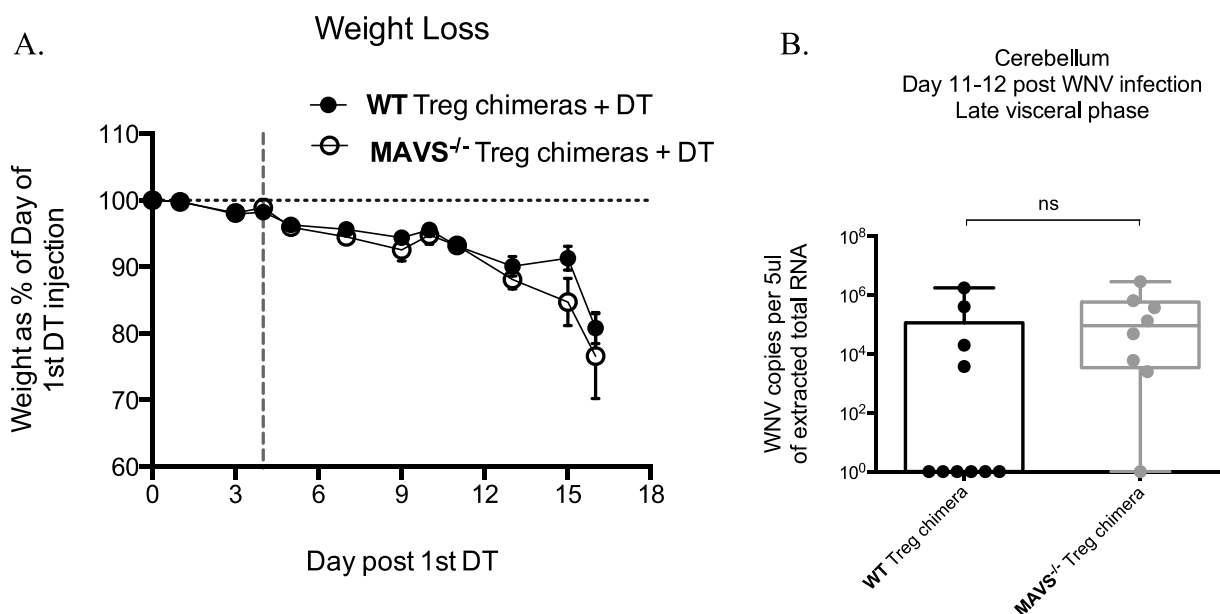 A.
Weight Loss
WT Treg chimeras + DT
MAVS-/- Treg chimeras + DT
Weight as % of Day of
1st DT injection
110
100
90
80
70
60
0 3 6 9 12 15 18
Day post 1st DT
B.
Cerebellum
Day 11-12 post WNV infection
Late visceral phase
ns
WNV copies per 5ul
of extracted total RNA
10^8
10^6
10^4
10^2
10^0
WT Treg chimera
MAVS-/- Treg chimera